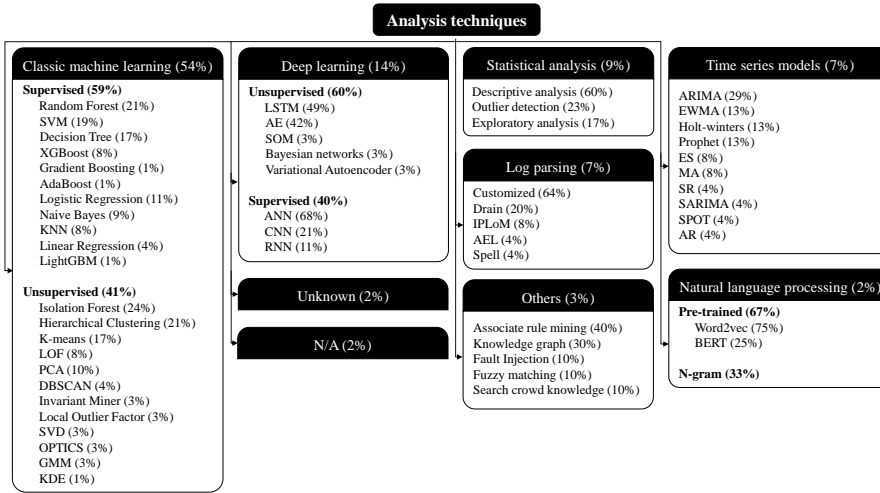 Analysis techniques
Classic machine learning (54%)
Supervised (59%)
Random Forest (21%)
SVM (19%)
Decision Tree (17%)
XGBoost (8%)
Gradient Boosting (1%)
AdaBoost (1%)
Logistic Regression (11%)
Naive Bayes (9%)
KNN (8%)
Linear Regression (4%)
LightGBM (1%)
Unsupervised (41%)
Isolation Forest (24%)
Hierarchical Clustering (21%)
K-means (17%)
LOF (8%)
PCA (10%)
DBSCAN (4%)
Invariant Miner (3%)
Local Outlier Factor (3%)
SVD (3%)
OPTICS (3%)
GMM (3%)
KDE (1%)
Deep learning (14%)
Unsupervised (60%)
LSTM (49%)
AE (42%)
SOM (3%)
Bayesian networks (3%)
Variational Autoencoder (3%)
Supervised (40%)
ANN (68%)
CNN (21%)
RNN (11%)
Unknown (2%)
N/A (2%)
Statistical analysis (9%)
Descriptive analysis (60%)
Outlier detection (23%)
Exploratory analysis (17%)
Log parsing (7%)
Customized (64%)
Drain (20%)
IPLoM (8%)
AEL (4%)
Spell (4%)
Others (3%)
Associate rule mining (40%)
Knowledge graph (30%)
Fault Injection (10%)
Fuzzy matching (10%)
Search crowd knowledge (10%)
Time series models (7%)
ARIMA (29%)
EWMA (13%)
Holt-winters (13%)
Prophet (13%)
ES (8%)
MA (8%)
SR (4%)
SARIMA (4%)
SPOT (4%)
AR (4%)
Natural language processing (2%)
Pre-trained (67%)
Word2vec (75%)
BERT (25%)
N-gram (33%)